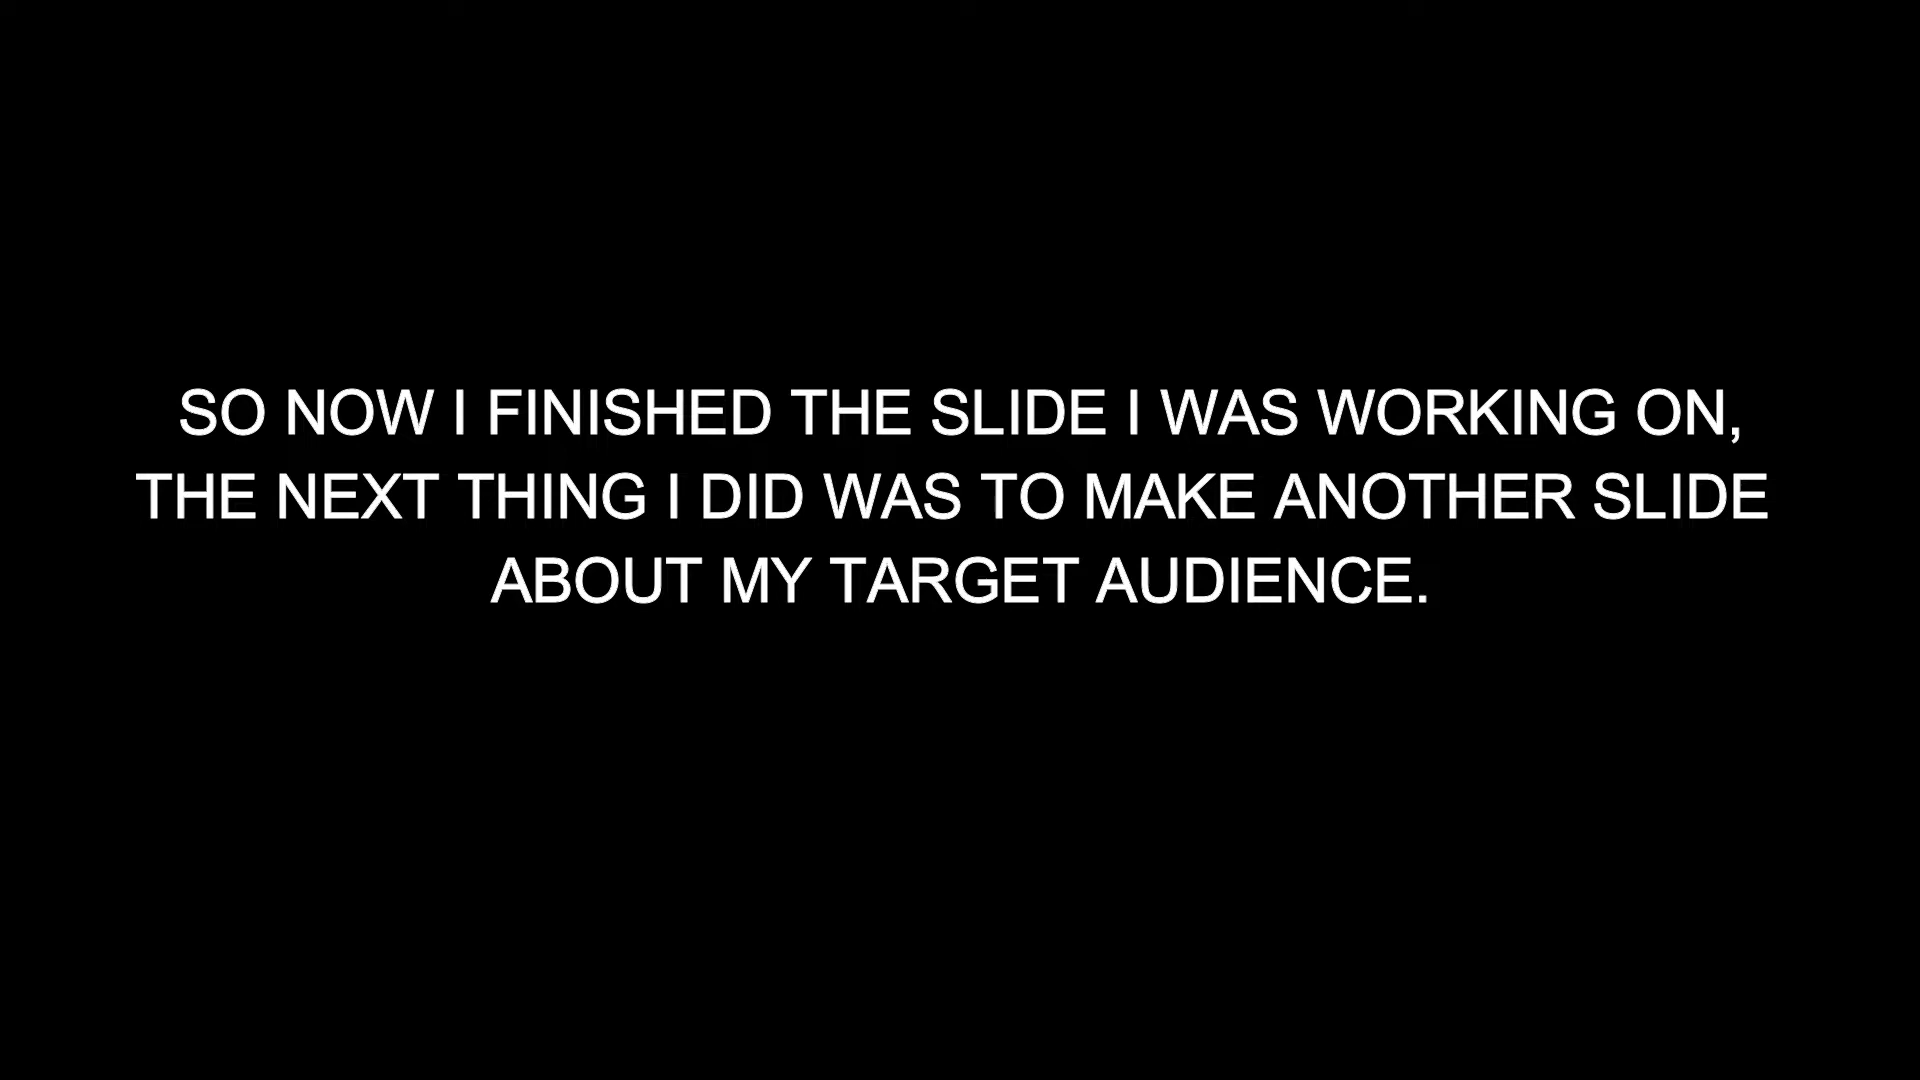 SO NOW I FINISHED THE SLIDE I WAS WORKING ON,
THE NEXT THING I DID WAS TO MAKE ANOTHER SLIDE
ABOUT MY TARGET AUDIENCE.